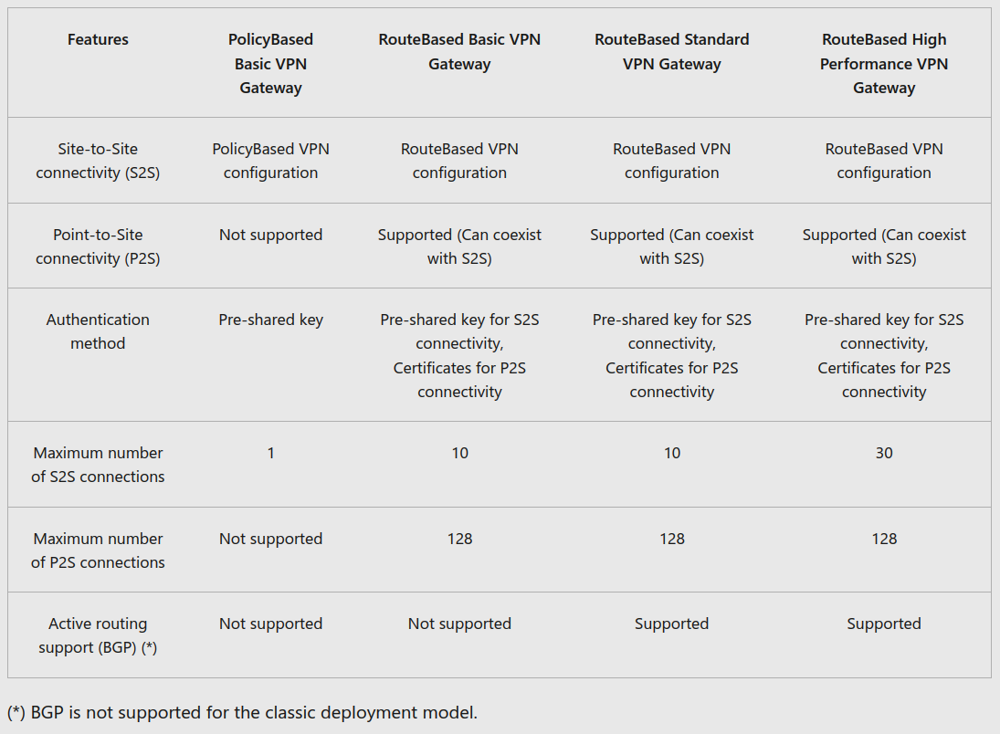 Features PolicyBased Basic VPN Gateway RouteBased Basic VPN Gateway RouteBased Standard VPN Gateway RouteBased High Performance VPN Gateway
Site-to-Site connectivity (S2S) PolicyBased VPN configuration RouteBased VPN configuration RouteBased VPN configuration RouteBased VPN configuration
Point-to-Site connectivity (P2S) Not supported Supported (Can coexist with S2S) Supported (Can coexist with S2S) Supported (Can coexist with S2S)
Authentication method Pre-shared key Pre-shared key for S2S connectivity, Certificates for P2S connectivity Pre-shared key for S2S connectivity, Certificates for P2S connectivity Pre-shared key for S2S connectivity, Certificates for P2S connectivity
Maximum number of S2S connections 1 10 10 30
Maximum number of P2S connections Not supported 128 128 128
Active routing support (BGP) (*) Not supported Not supported Supported Supported
(*) BGP is not supported for the classic deployment model.